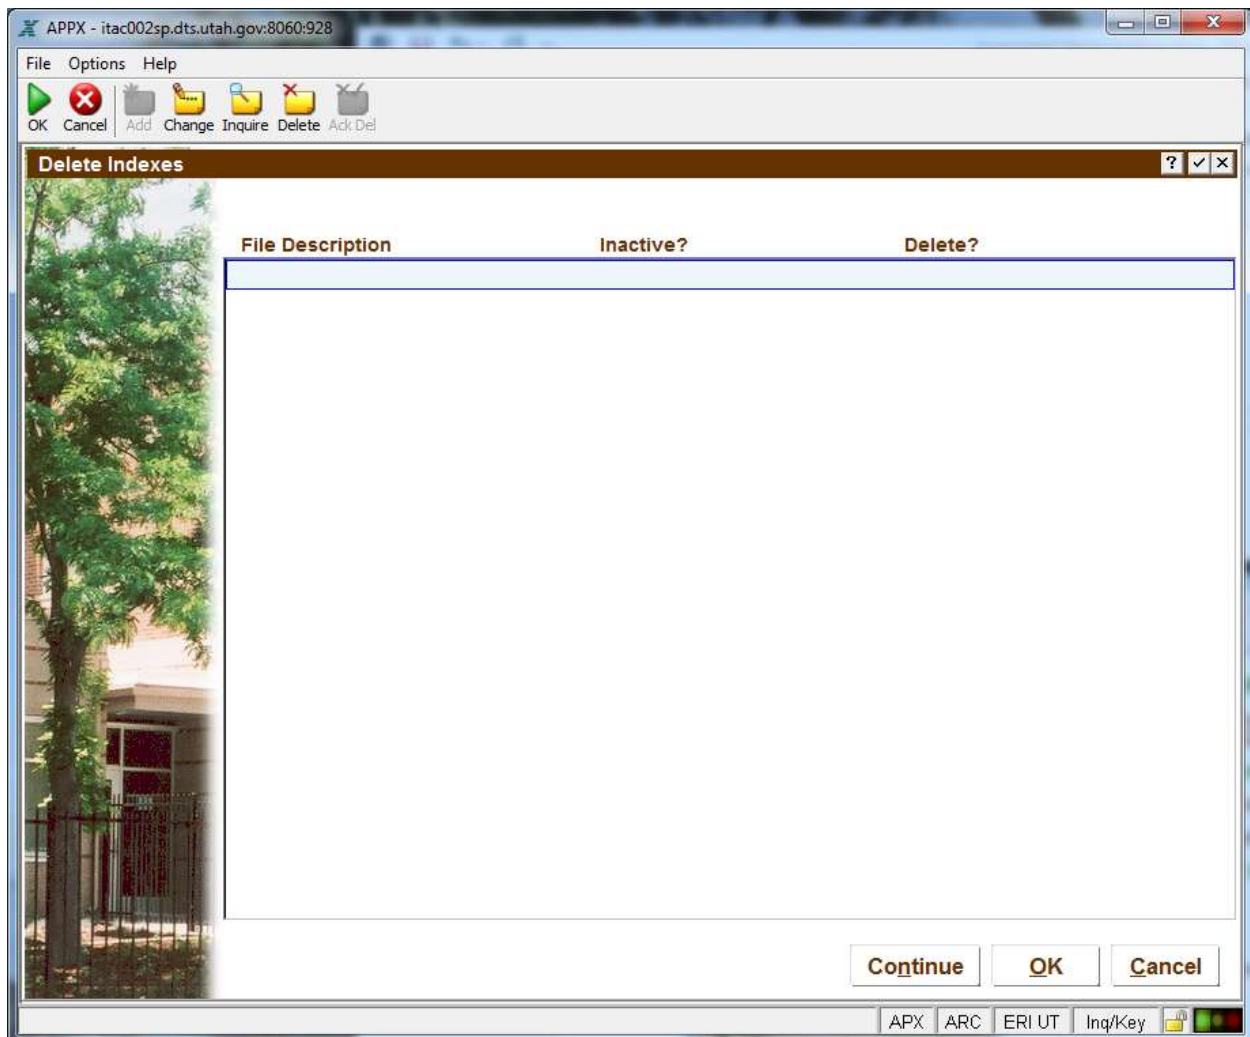 APPX - itac002sp.dts.utah.gov:8060:928
File Options Help
OK Cancel Add Change Inquire Delete Ack Del
Delete Indexes
File Description Inactive? Delete?
Continue OK Cancel
APX ARC ERI UT Inq/Key